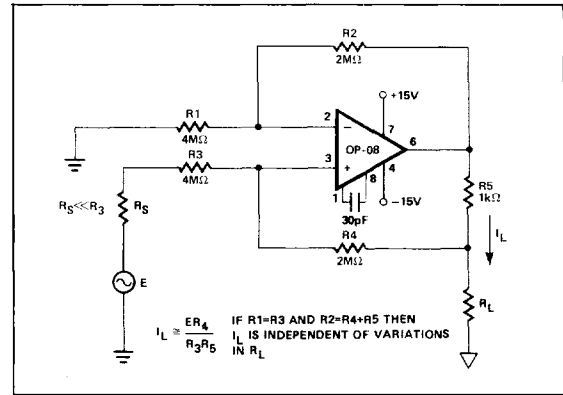 R2
2MΩ
+15V
R1
4MΩ
2
−
7
OP-08
6
R3
4MΩ
3
+
8
4
1
R5
1kΩ
RS≪R3
RS
30pF
−15V
IL
R4
2MΩ
E
RL
IL ≅ ER4 / R3R5
IF R1=R3 AND R2=R4+R5 THEN
IL IS INDEPENDENT OF VARIATIONS
IN RL